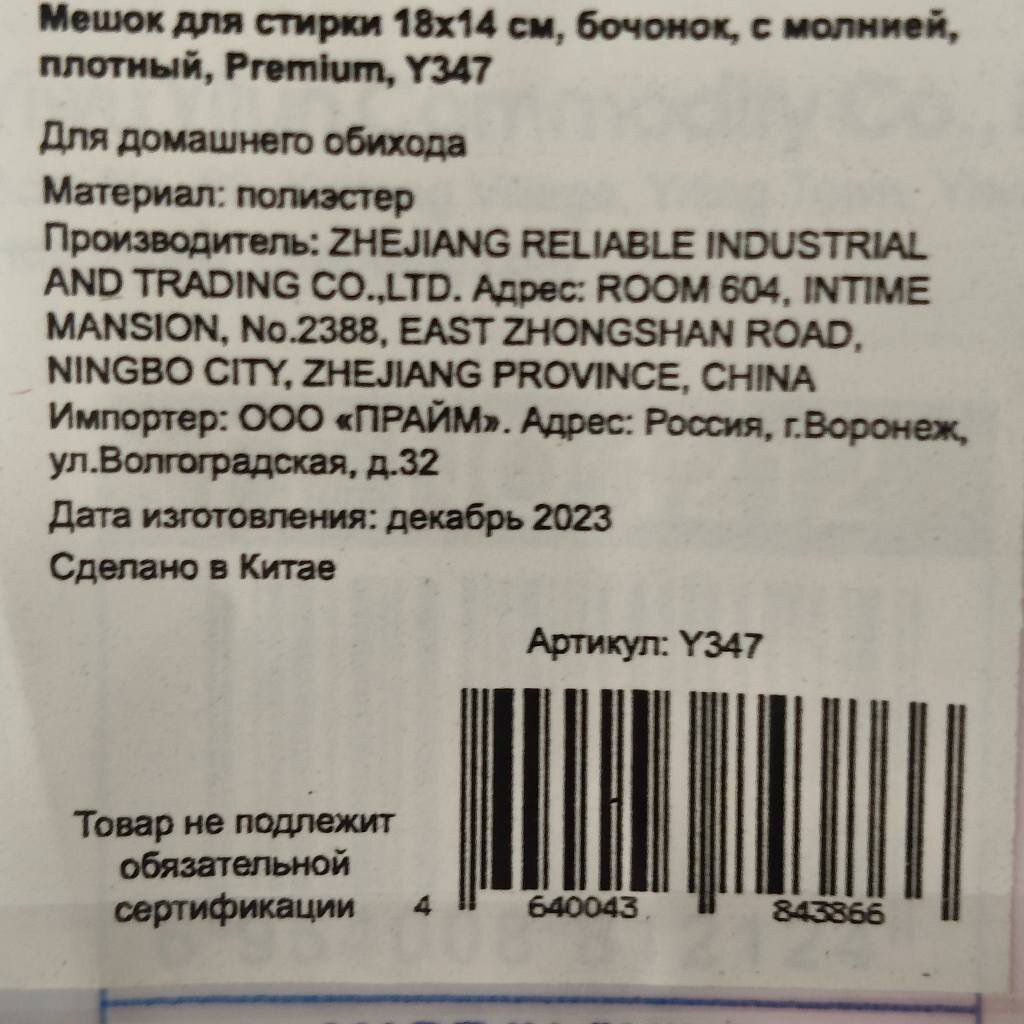 Мешок для стирки 18х14 см, бочонок, с молнией,
плотный, Premium, Y347
Для домашнего обихода
Материал: полиэстер
Производитель: ZHEJIANG RELIABLE INDUSTRIAL
AND TRADING CO.,LTD. Адрес: ROOM 604, INTIME
MANSION, No.2388, EAST ZHONGSHAN ROAD,
NINGBO CITY, ZHEJIANG PROVINCE, CHINA
Импортер: ООО «ПРАЙМ». Адрес: Россия, г.Воронеж,
ул.Волгоградская, д.32
Дата изготовления: декабрь 2023
Сделано в Китае
Артикул: Y347
Товар не подлежит
обязательной
сертификации
4 640043 843866